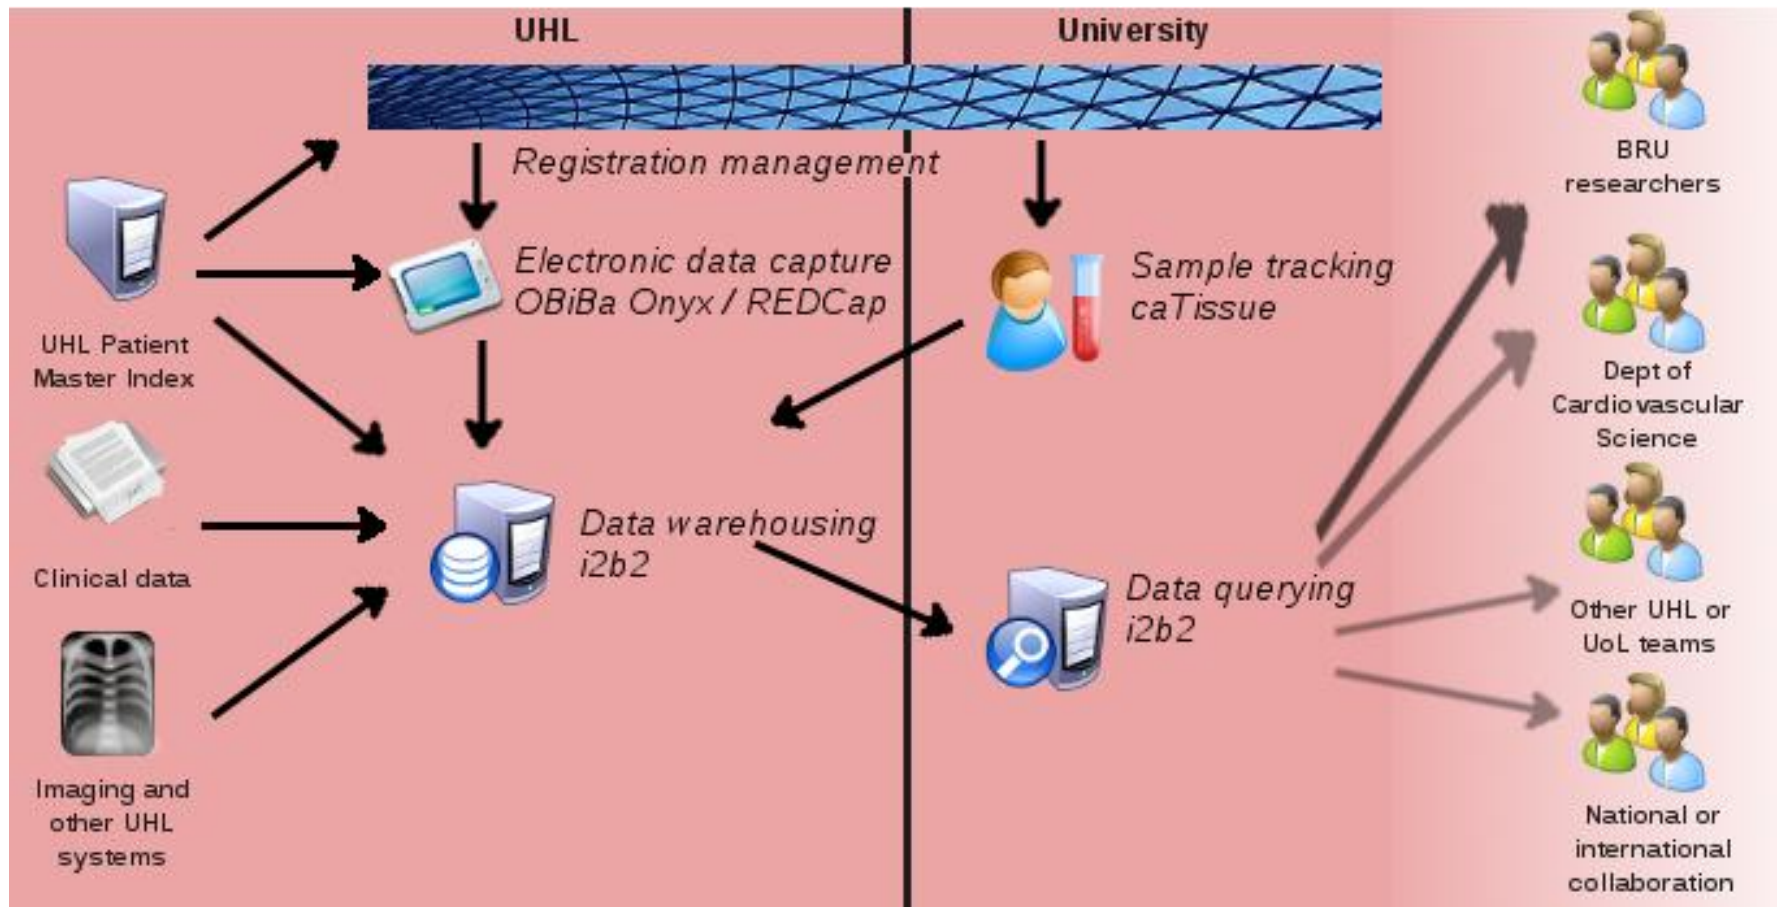 UHL
University
Registration management
Electronic data capture
OBiBa Onyx / REDCap
Sample tracking
caTissue
UHL Patient
Master Index
Clinical data
Imaging and
other UHL
systems
Data warehousing
i2b2
Data querying
i2b2
BRU
researchers
Dept of
Cardiovascular
Science
Other UHL or
UoL teams
National or
international
collaboration